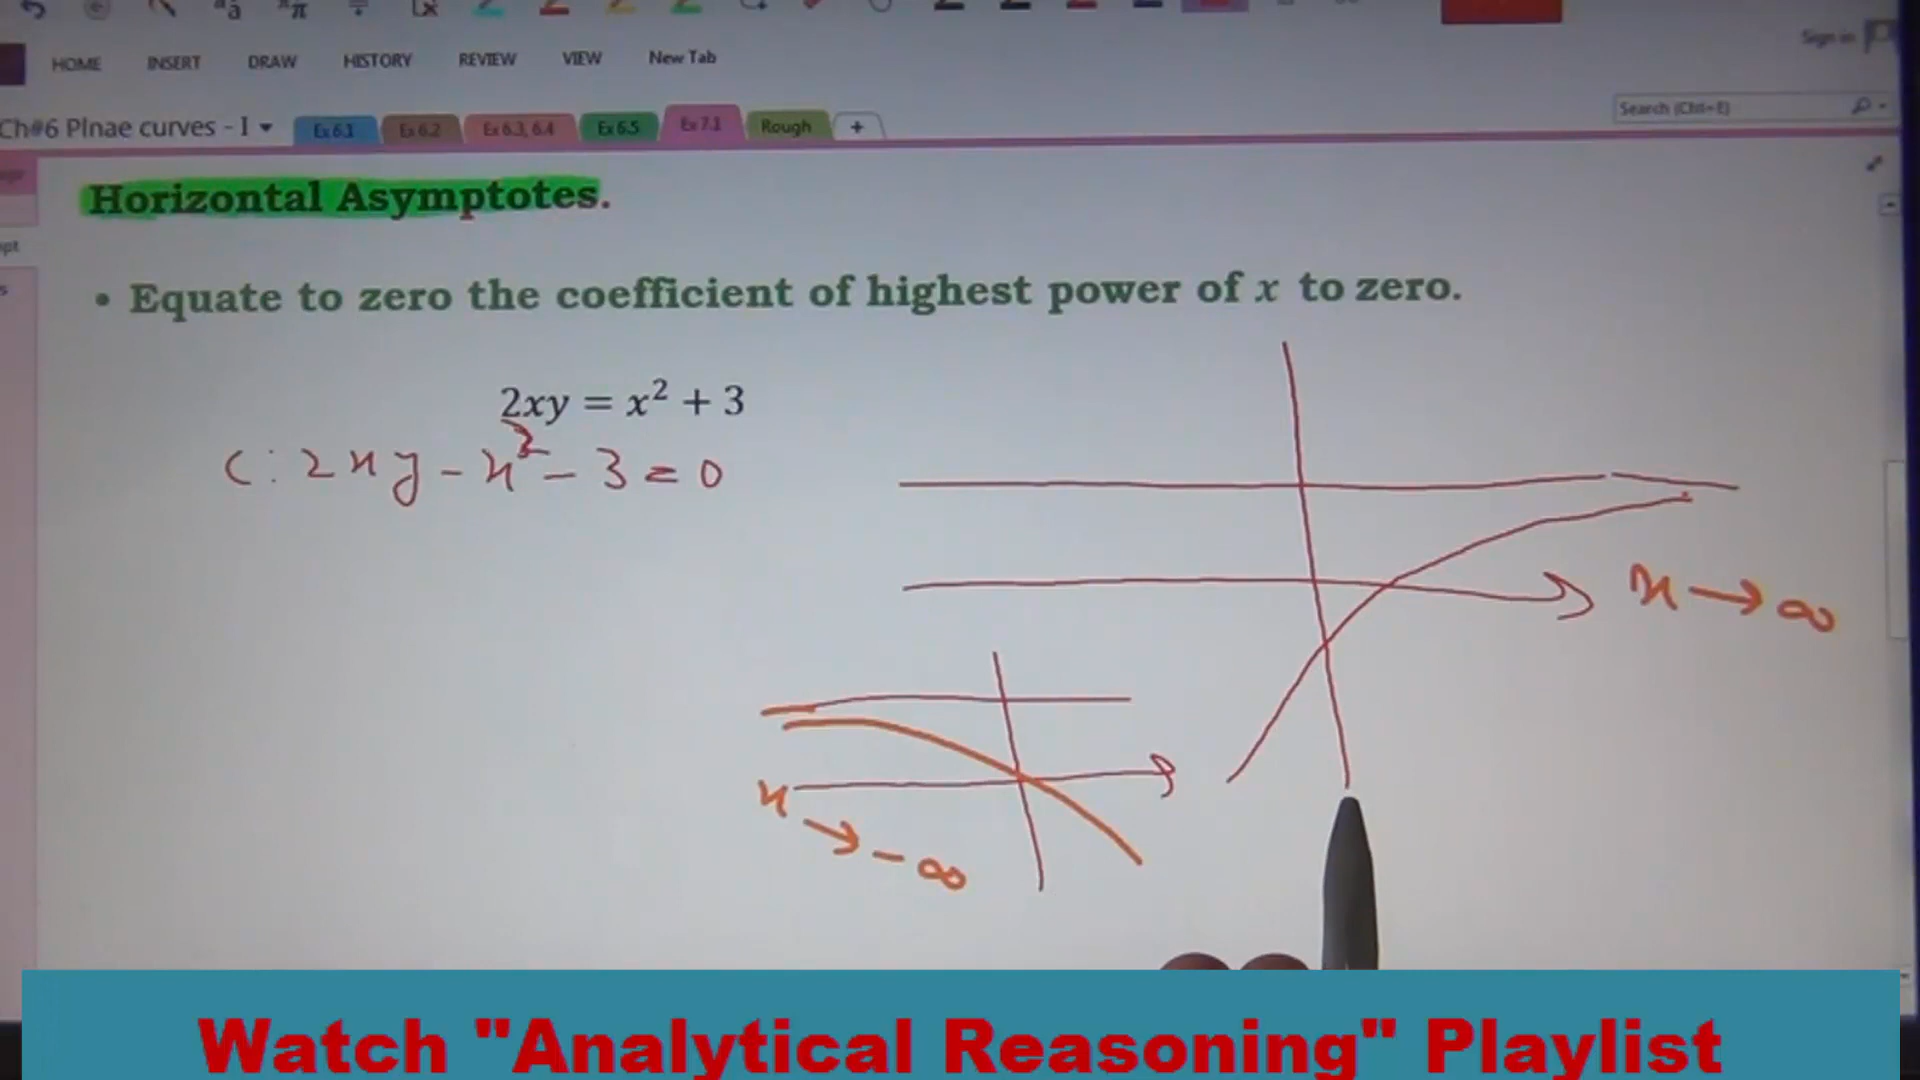 HOME INSERT DRAW HISTORY REVIEW VIEW New Tab
Sign in
Ch#6 Plnae curves - I Ex 6.1 Ex 6.2 Ex 6.3, 6.4 Ex 6.5 Ex 7.1 Rough +
Search (Ctrl+E)
Horizontal Asymptotes.
• Equate to zero the coefficient of highest power of x to zero.
2xy = x² + 3
C: 2xy - x² - 3 = 0
x → ∞
x → - ∞
Watch "Analytical Reasoning" Playlist